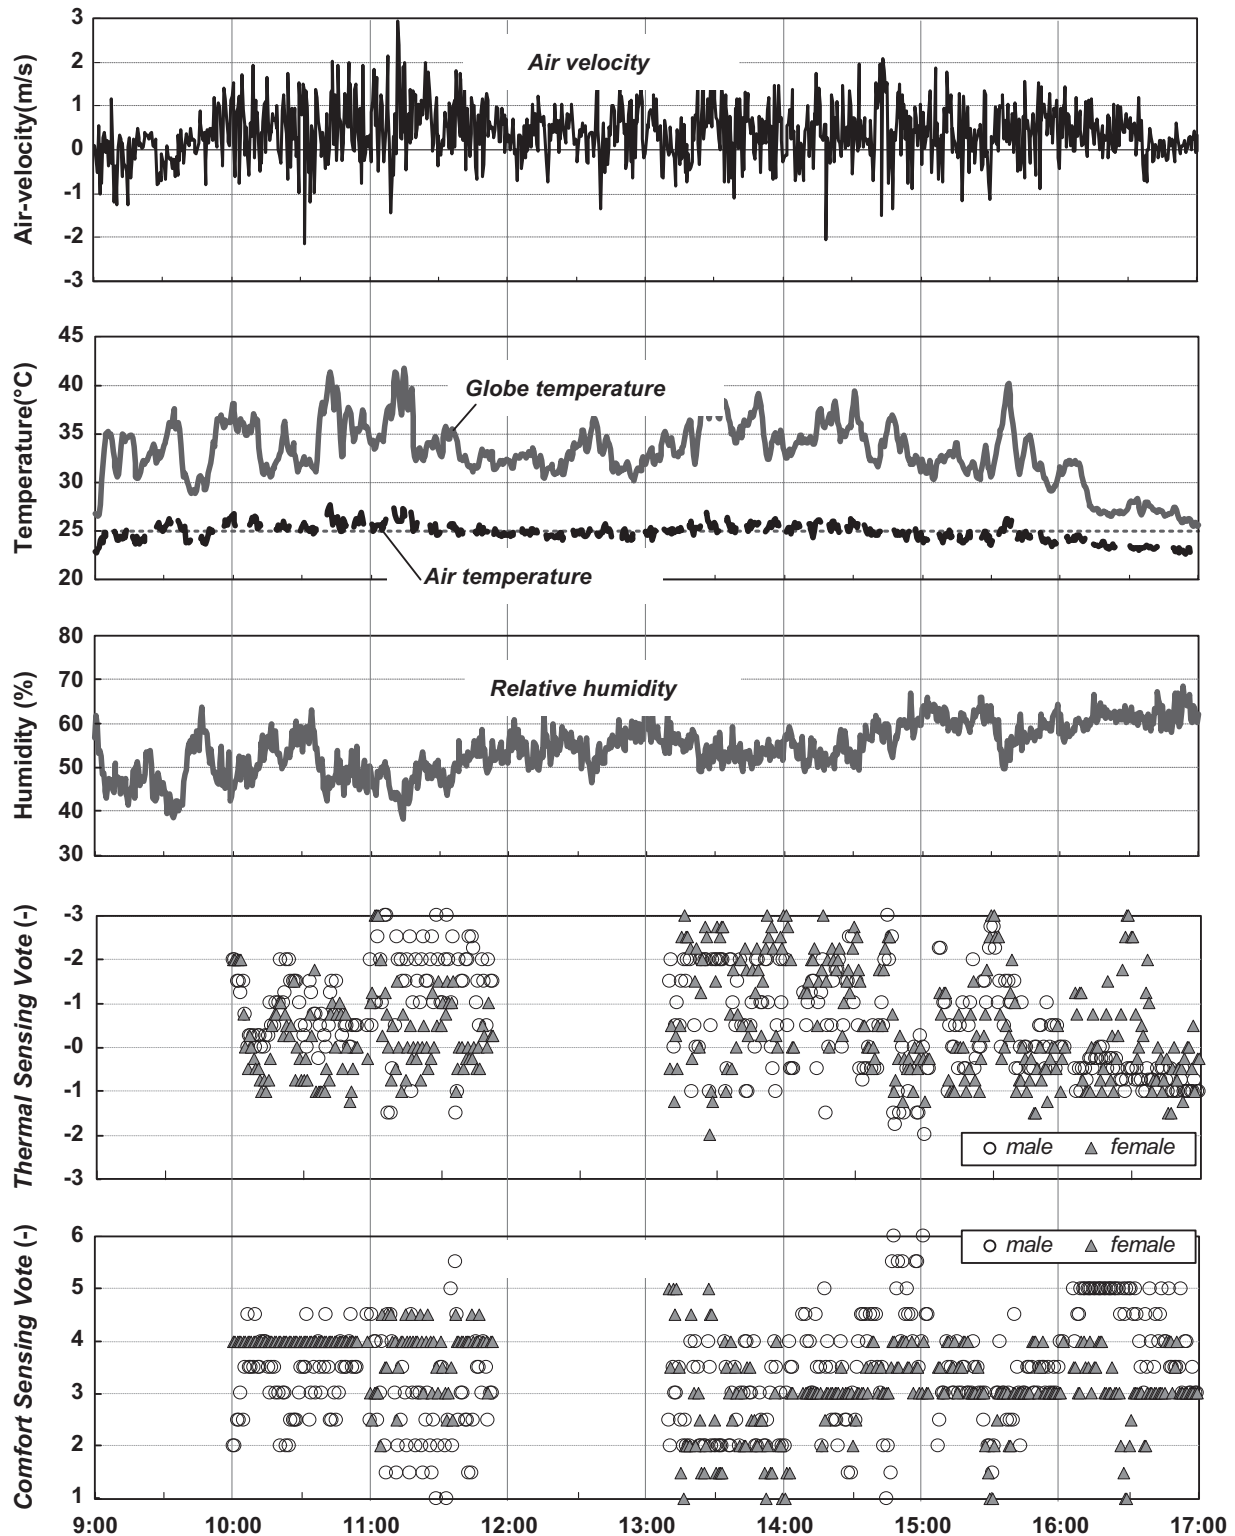 3
2
1
0
-1
-2
-3
Air-velocity(m/s)
Air velocity
45
40
35
30
25
20
Temperature(°C)
Globe temperature
Air temperature
80
70
60
50
40
30
Humidity (%)
Relative humidity
-3
-2
-1
-0
-1
-2
-3
Thermal Sensing Vote (-)
male female
6
5
4
3
2
1
Comfort Sensing Vote (-)
male female
9:00 10:00 11:00 12:00 13:00 14:00 15:00 16:00 17:00